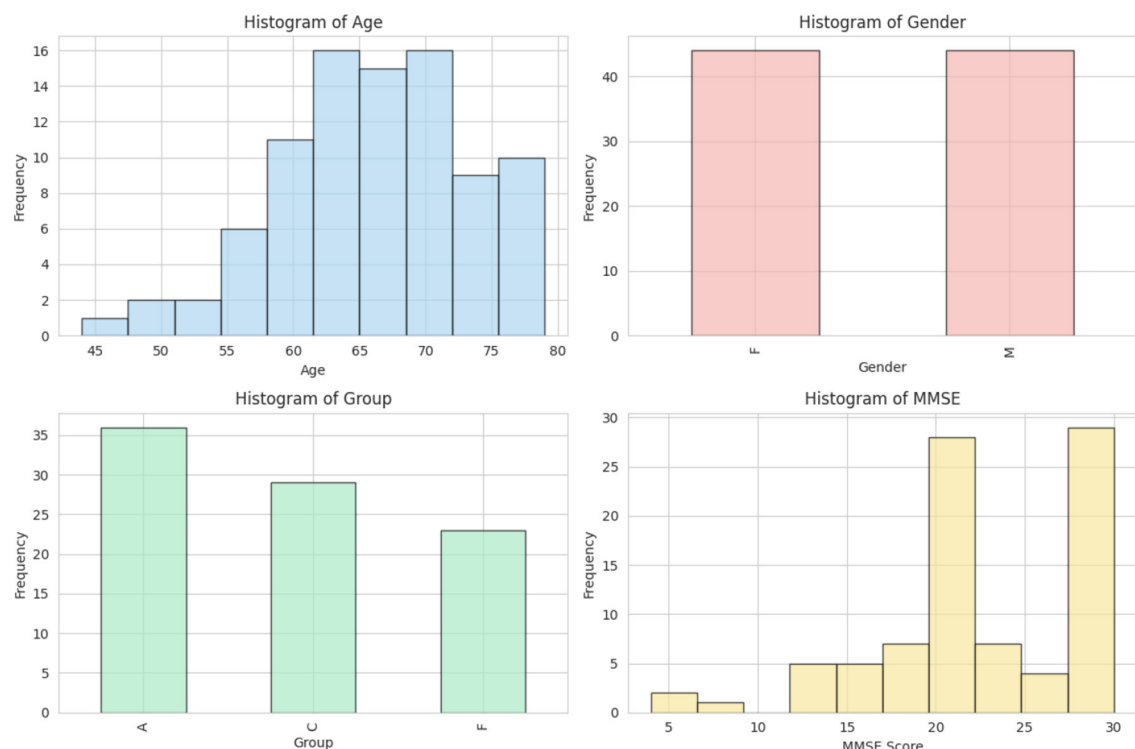 Histogram of Age
Frequency
16
14
12
10
8
6
4
2
0
45 50 55 60 65 70 75 80
Age
Histogram of Gender
Frequency
40
30
20
10
0
F M
Gender
Histogram of Group
Frequency
35
30
25
20
15
10
5
0
A C F
Group
Histogram of MMSE
Frequency
30
25
20
15
10
5
0
5 10 15 20 25 30
MMSE Score